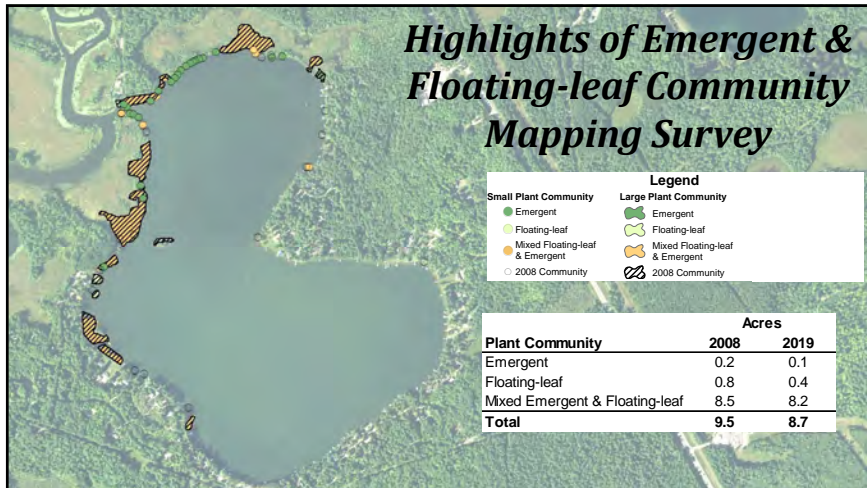 Highlights of Emergent &
Floating-leaf Community
Mapping Survey
Legend
Small Plant Community Large Plant Community
Emergent Emergent
Floating-leaf Floating-leaf
Mixed Floating-leaf Mixed Floating-leaf
& Emergent & Emergent
2008 Community 2008 Community
Acres
Plant Community 2008 2019
Emergent 0.2 0.1
Floating-leaf 0.8 0.4
Mixed Emergent & Floating-leaf 8.5 8.2
Total 9.5 8.7